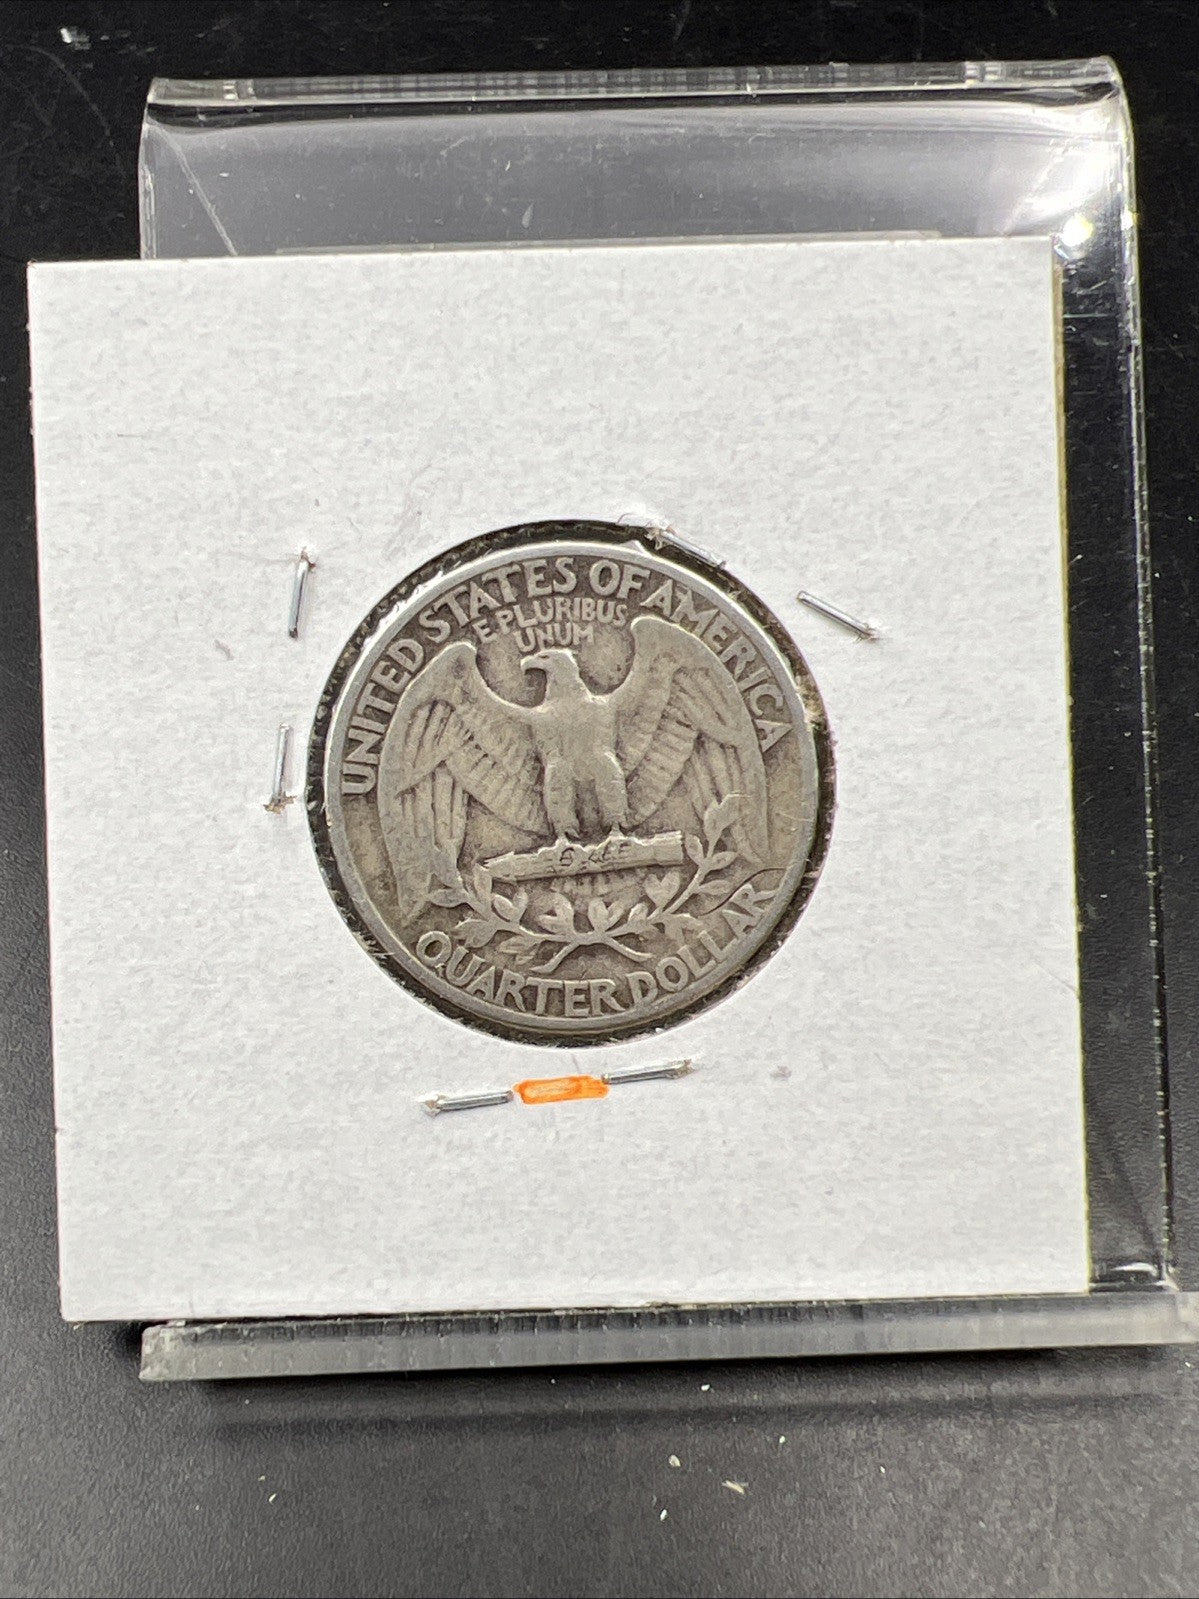 UNITED STATES OF AMERICA
E PLURIBUS
UNUM
QUARTER DOLLAR